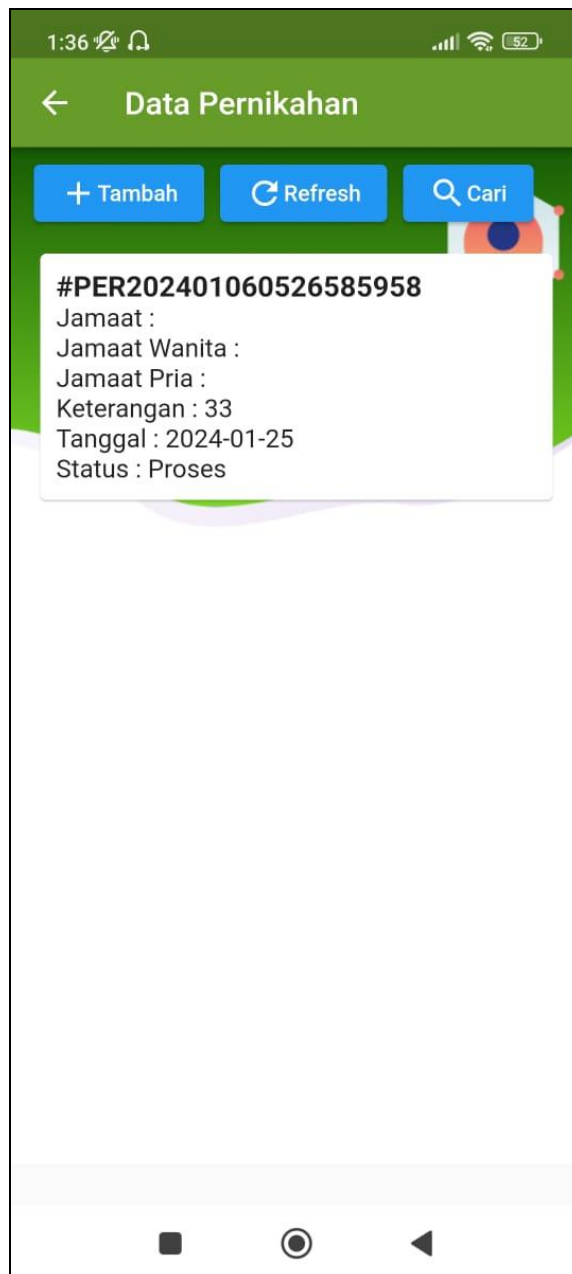 1:36 52
Data Pernikahan
Tambah Refresh Cari
#PER202401060526585958
Jamaat :
Jamaat Wanita :
Jamaat Pria :
Keterangan : 33
Tanggal : 2024-01-25
Status : Proses